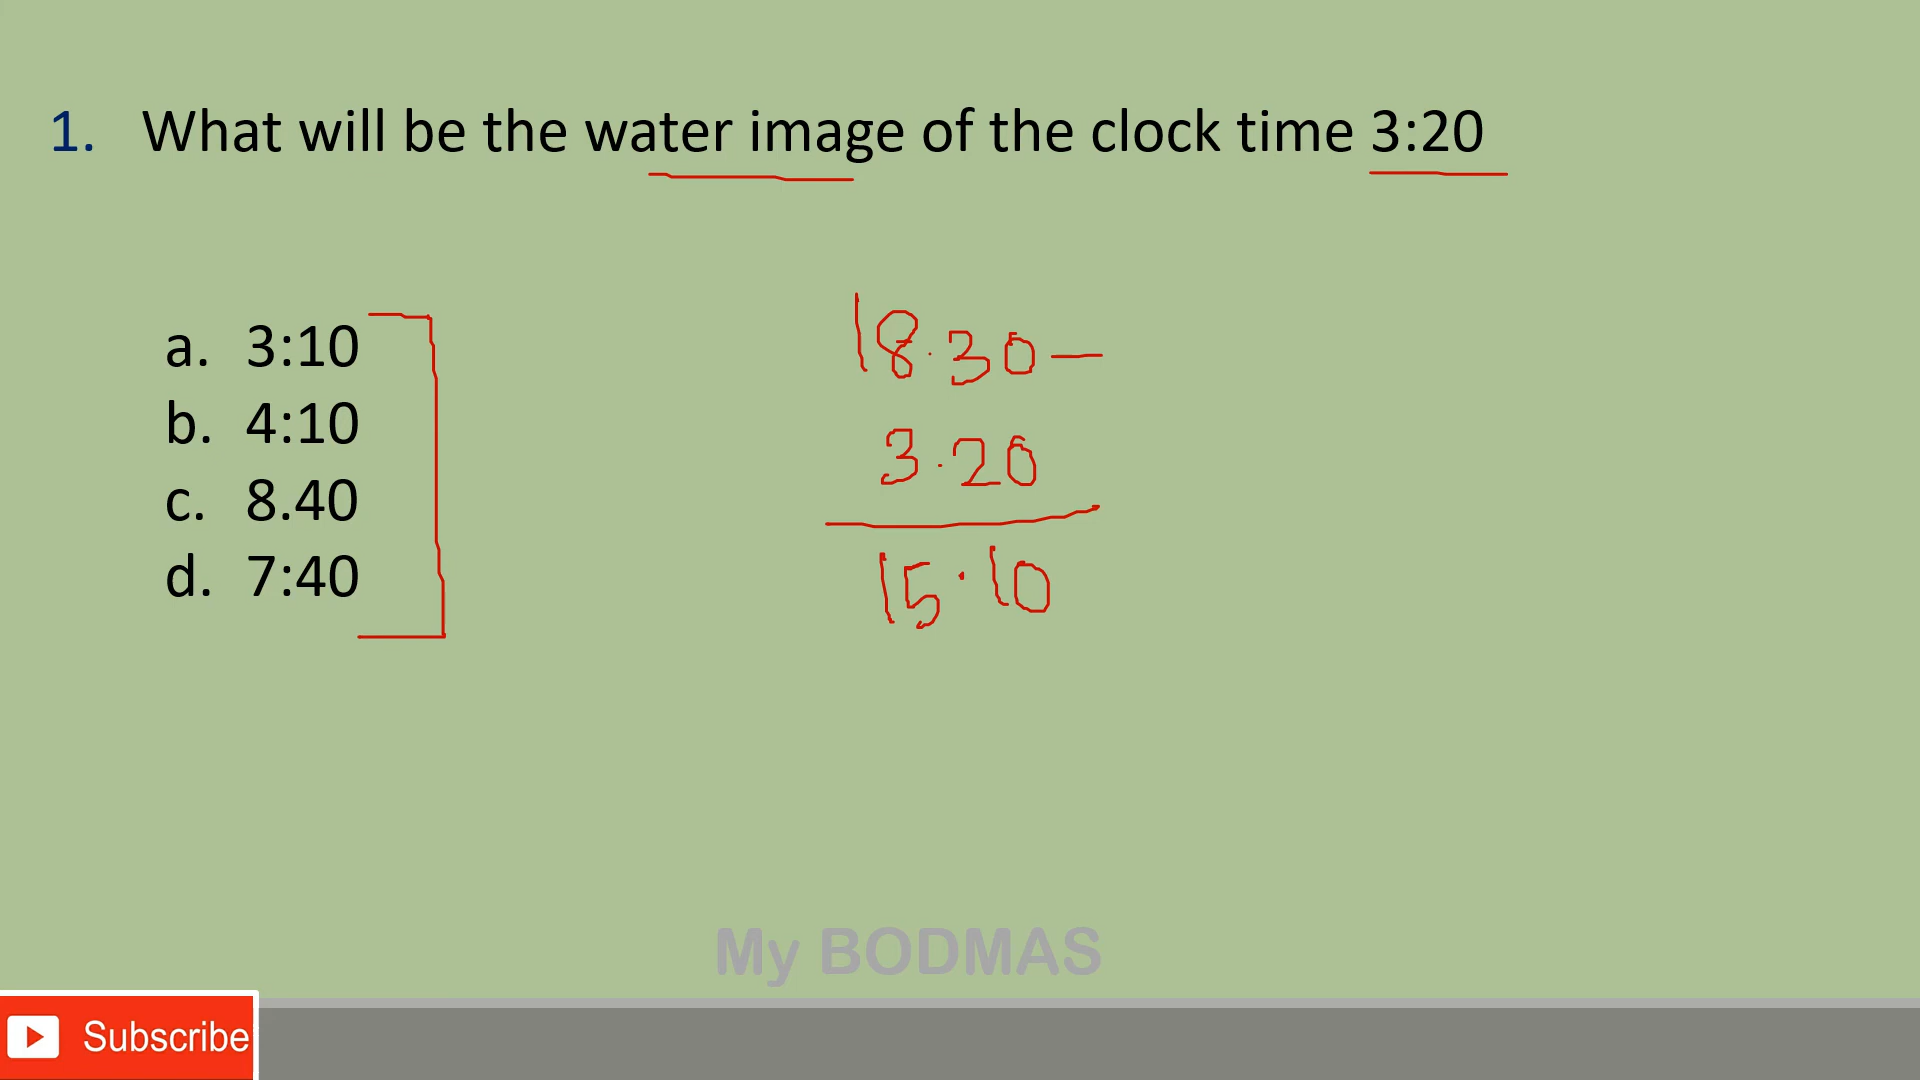 1. What will be the water image of the clock time 3:20
a. 3:10
b. 4:10
c. 8.40
d. 7:40
18.30 —
3.20
15.10
My BODMAS
Subscribe